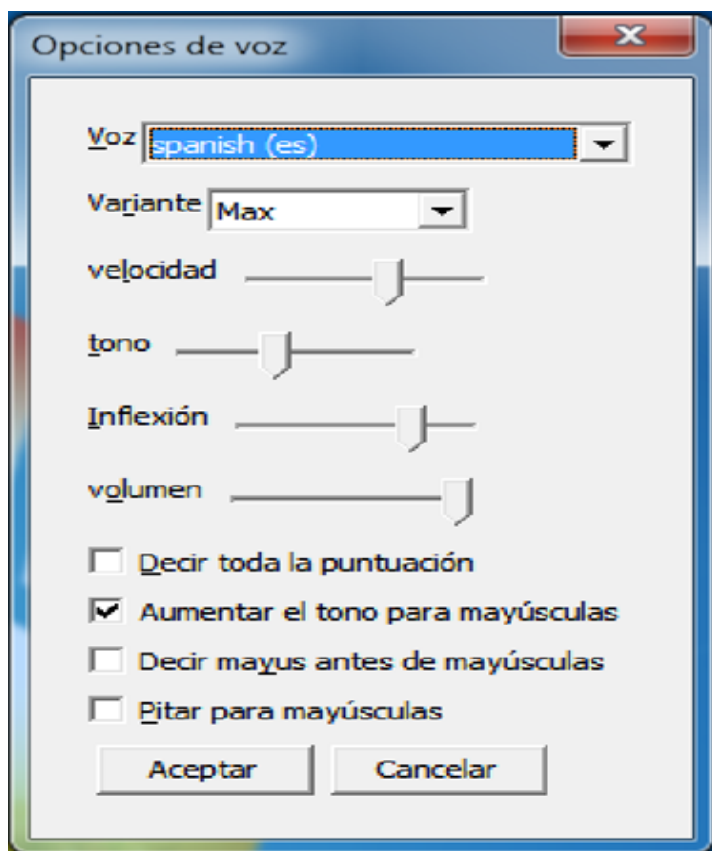 Opciones de voz
Voz spanish (es)
Variante Max
velocidad
tono
Inflexión
volumen
Decir toda la puntuación
Aumentar el tono para mayúsculas
Decir mayus antes de mayúsculas
Pitar para mayúsculas
Aceptar Cancelar